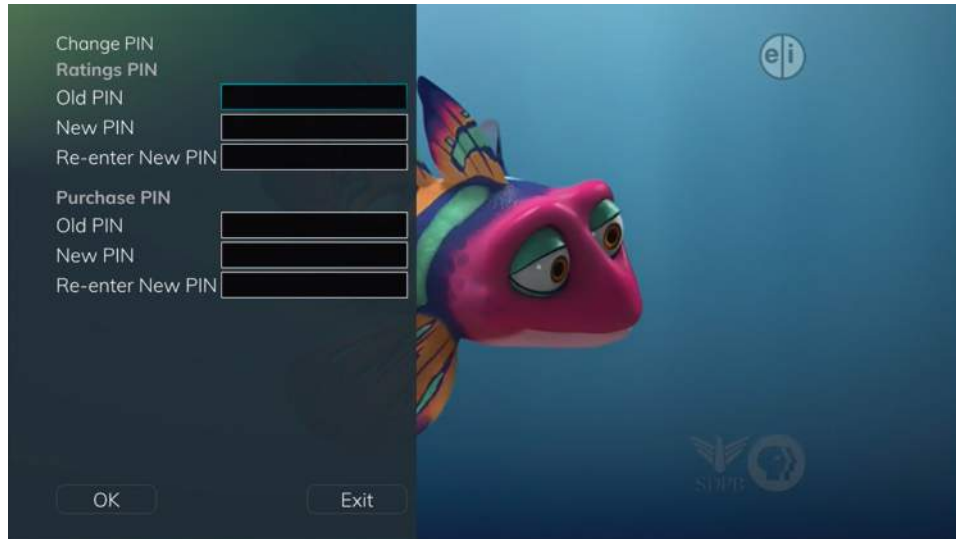 Change PIN
Ratings PIN
Old PIN
New PIN
Re-enter New PIN
Purchase PIN
Old PIN
New PIN
Re-enter New PIN
OK
Exit
e|i
SDPB